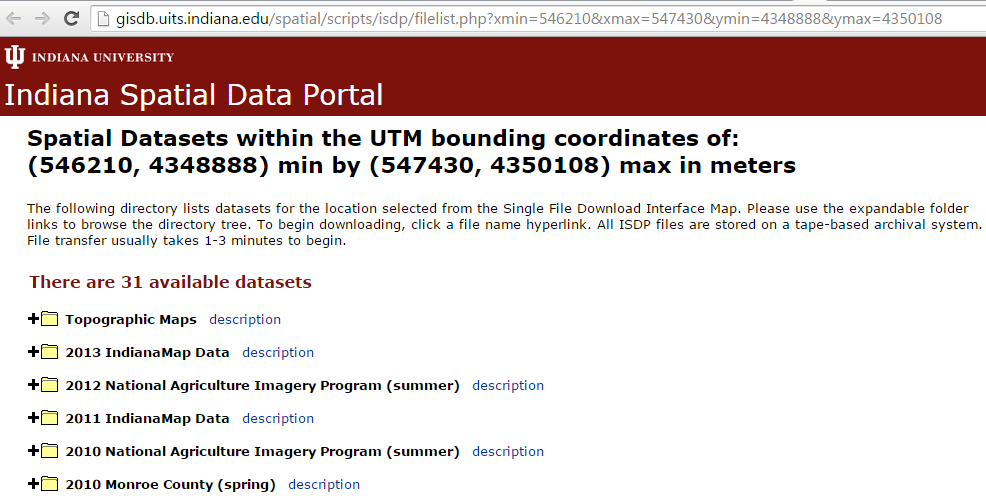 gisdb.uits.indiana.edu/spatial/scripts/isdp/filelist.php?xmin=546210&xmax=547430&ymin=4348888&ymax=4350108
INDIANA UNIVERSITY
Indiana Spatial Data Portal
Spatial Datasets within the UTM bounding coordinates of:
(546210, 4348888) min by (547430, 4350108) max in meters
The following directory lists datasets for the location selected from the Single File Download Interface Map. Please use the expandable folder
links to browse the directory tree. To begin downloading, click a file name hyperlink. All ISDP files are stored on a tape-based archival system.
File transfer usually takes 1-3 minutes to begin.
There are 31 available datasets
Topographic Maps description
2013 IndianaMap Data description
2012 National Agriculture Imagery Program (summer) description
2011 IndianaMap Data description
2010 National Agriculture Imagery Program (summer) description
2010 Monroe County (spring) description